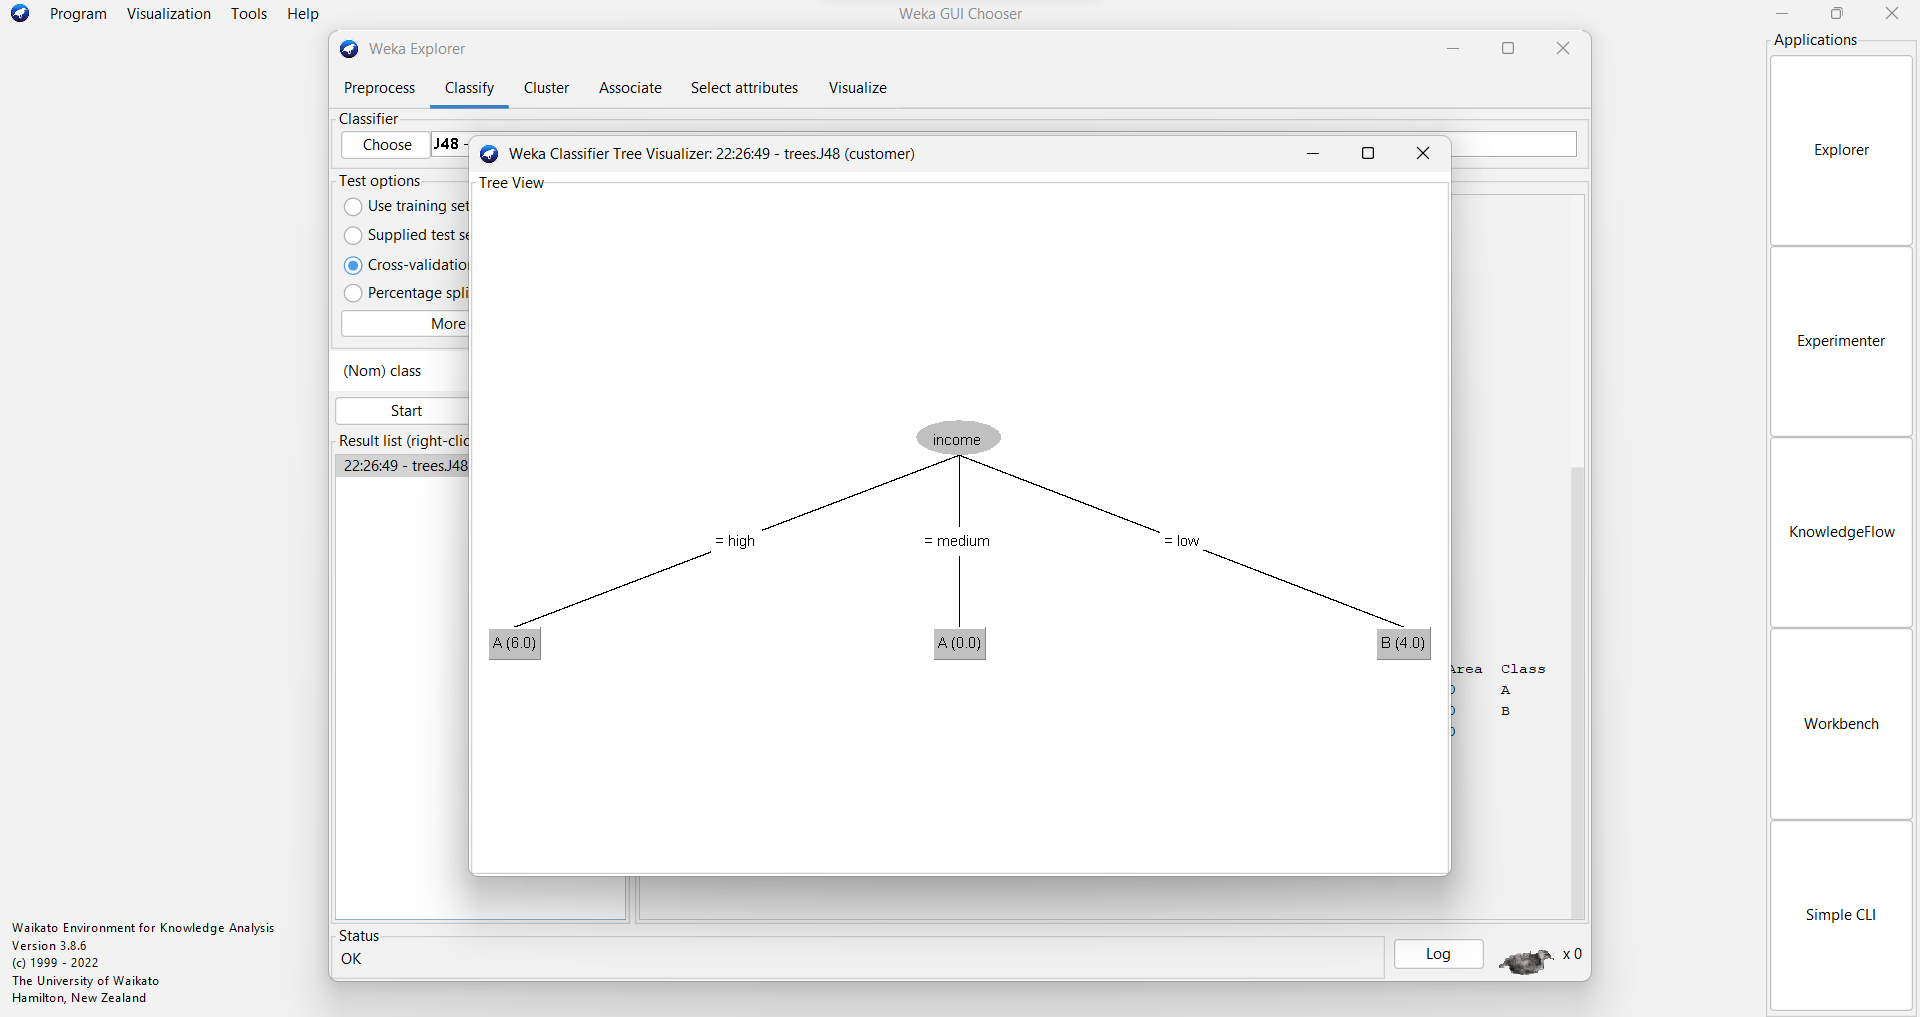 Program Visualization Tools Help
Weka GUI Chooser
Applications
Explorer
Experimenter
KnowledgeFlow
Workbench
Simple CLI
Weka Explorer
Preprocess Classify Cluster Associate Select attributes Visualize
Classifier
Choose J48 -
Test options
Use training set
Supplied test se
Cross-validation
Percentage spli
More
(Nom) class
Start
Result list (right-clic
22:26:49 - trees.J48
Weka Classifier Tree Visualizer: 22:26:49 - trees.J48 (customer)
Tree View
income
= high = medium = low
A (6.0) A (0.0) B (4.0)
Area Class
0 A
0 B
0
Status
OK
Log
x 0
Waikato Environment for Knowledge Analysis
Version 3.8.6
(c) 1999 - 2022
The University of Waikato
Hamilton, New Zealand